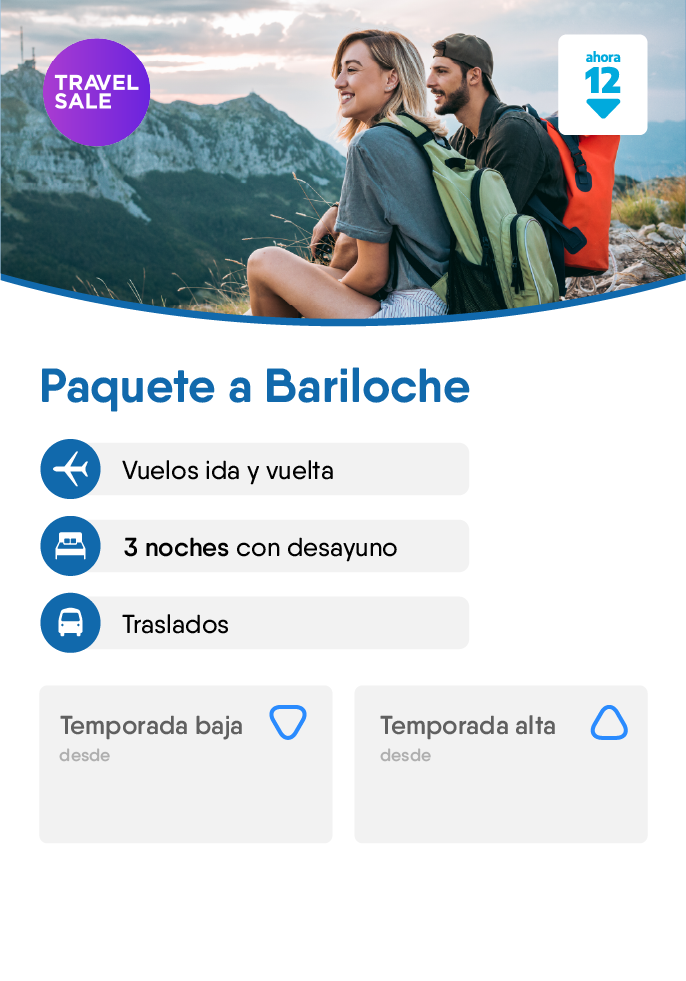 TRAVEL
SALE
ahora
12
Paquete a Bariloche
Vuelos ida y vuelta
3 noches con desayuno
Traslados
Temporada baja
desde
Temporada alta
desde